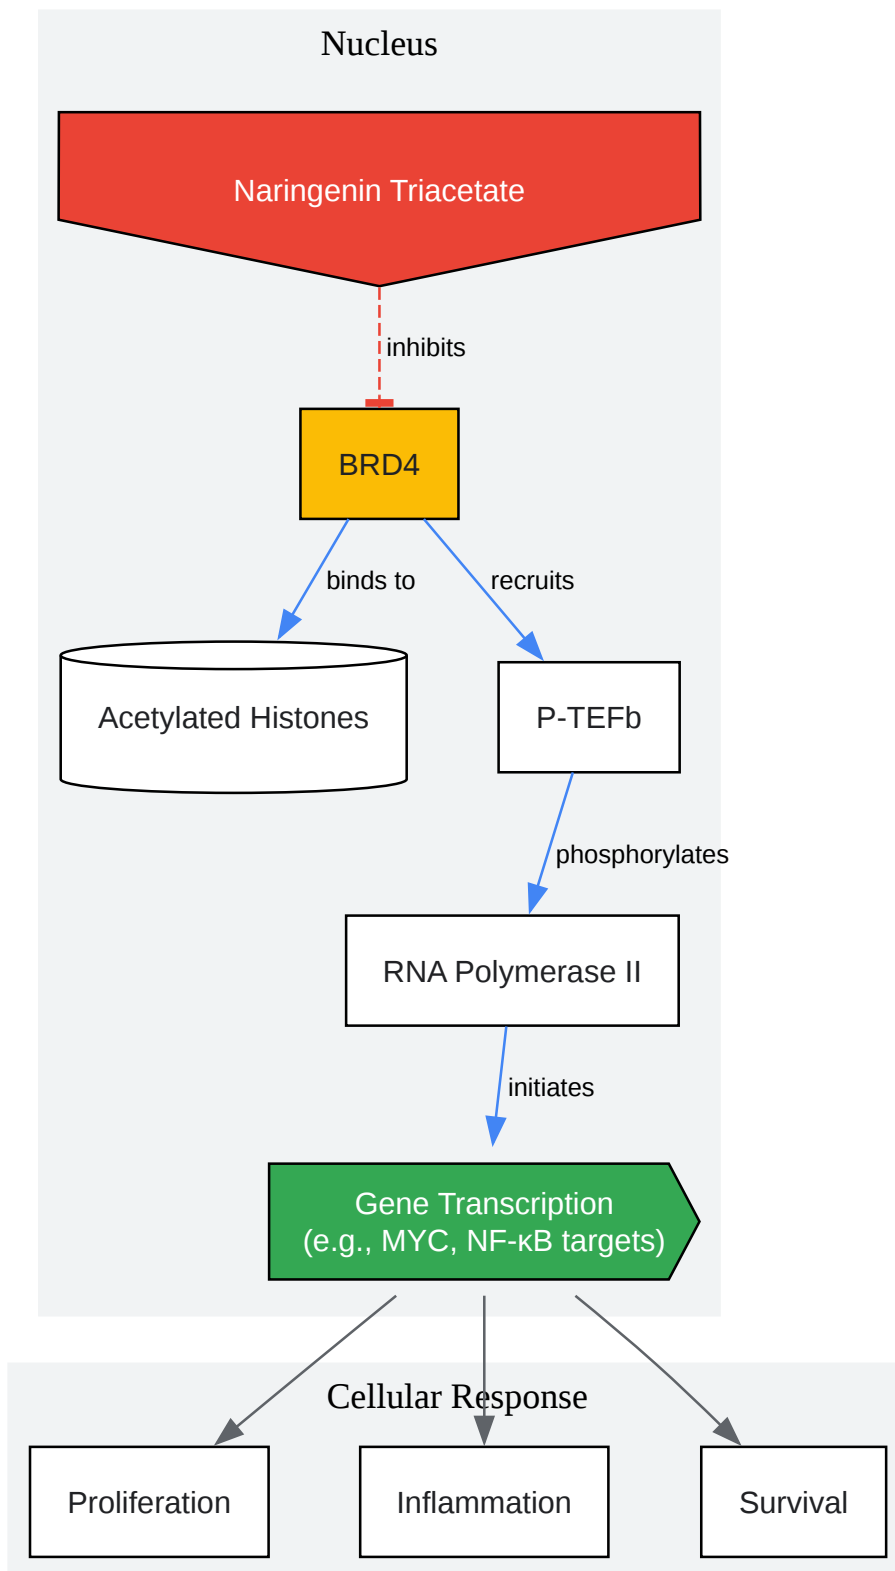 Nucleus
Naringenin Triacetate
inhibits
BRD4
binds to
recruits
Acetylated Histones
P-TEFb
phosphorylates
RNA Polymerase II
initiates
Gene Transcription
(e.g., MYC, NF-κB targets)
Cellular Response
Proliferation
Inflammation
Survival